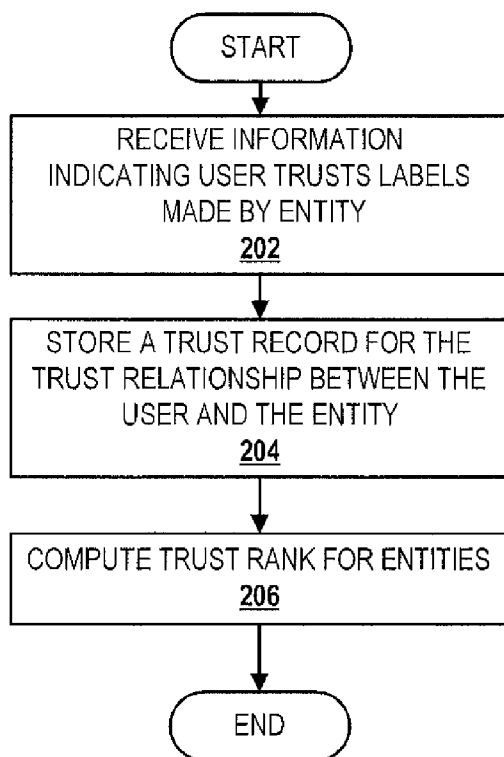 START
RECEIVE INFORMATION
INDICATING USER TRUSTS LABELS
MADE BY ENTITY
202
STORE A TRUST RECORD FOR THE
TRUST RELATIONSHIP BETWEEN THE
USER AND THE ENTITY
204
COMPUTE TRUST RANK FOR ENTITIES
206
END